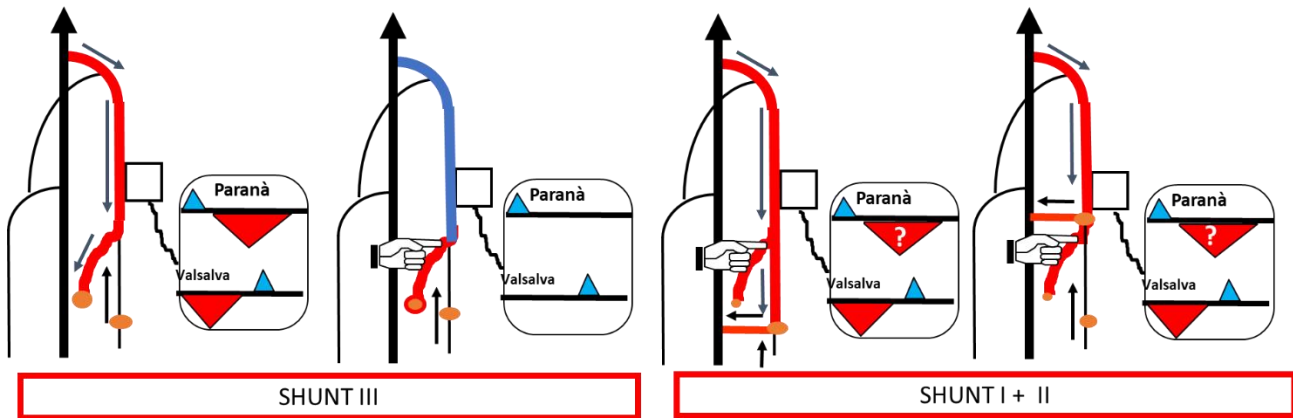 Paranà
Valsalva
Paranà
Valsalva
Paranà
?
Valsalva
Paranà
?
Valsalva
SHUNT III
SHUNT I + II